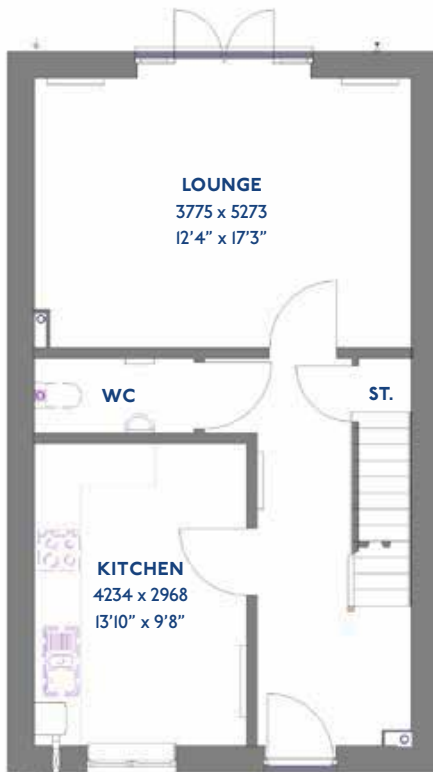 LOUNGE
3775 x 5273
12'4" x 17'3"
WC
ST.
KITCHEN
4234 x 2968
13'10" x 9'8"